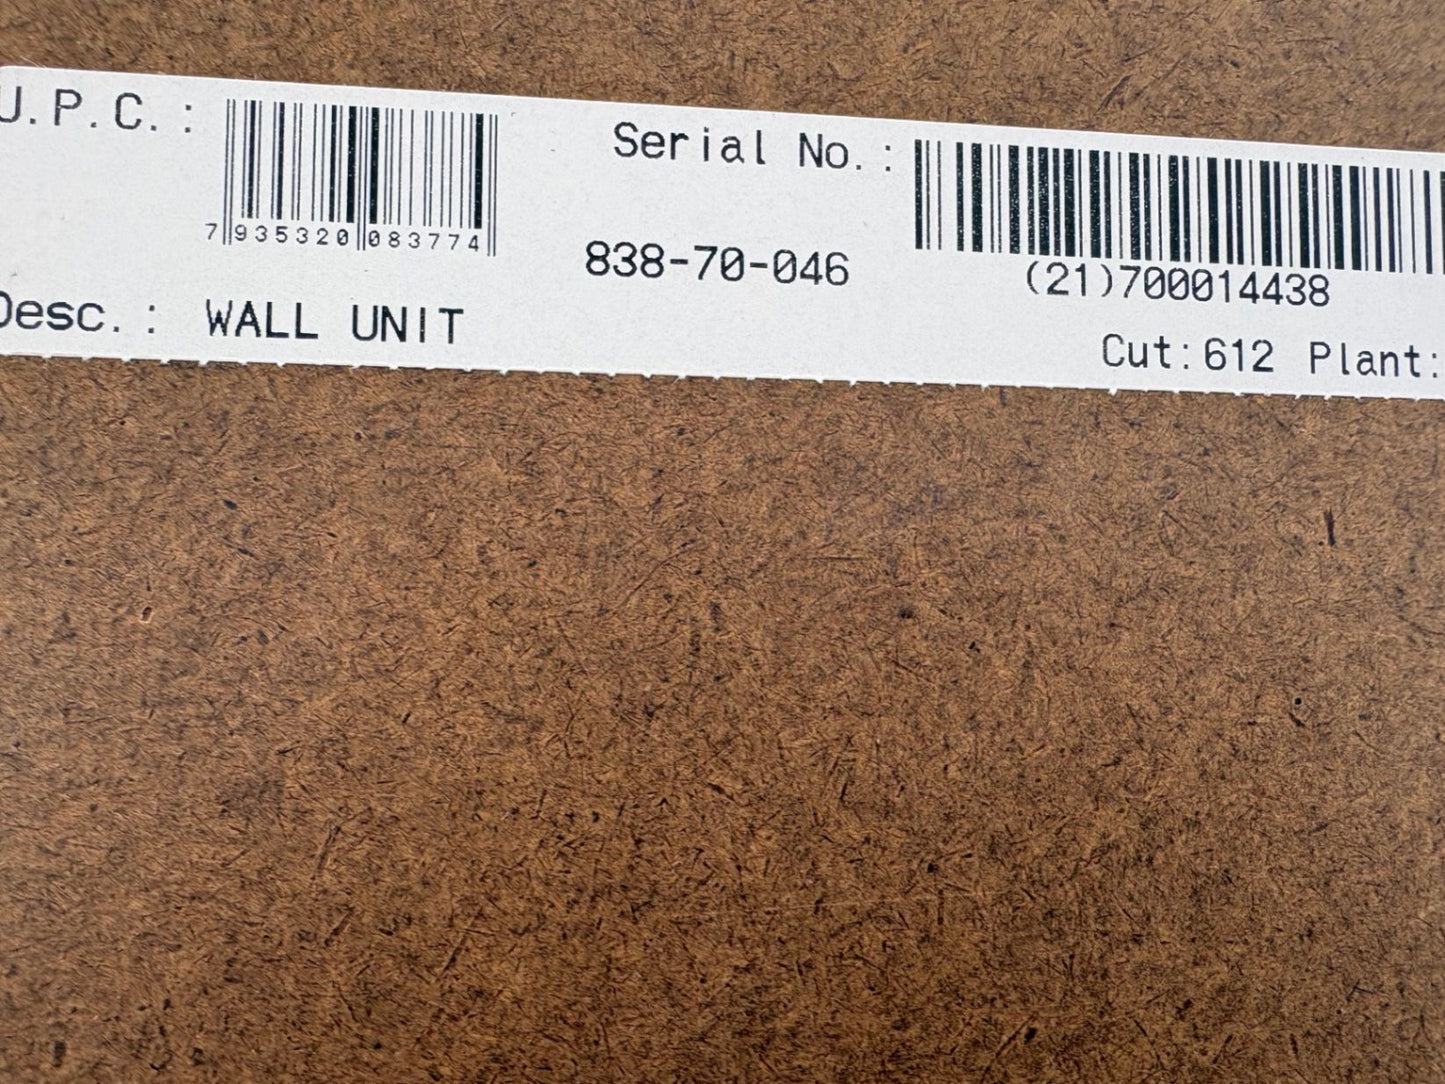 U.P.C.: Serial No.:
7 935320 083774
838-70-046 (21)700014438
Desc.: WALL UNIT
Cut:612 Plant: